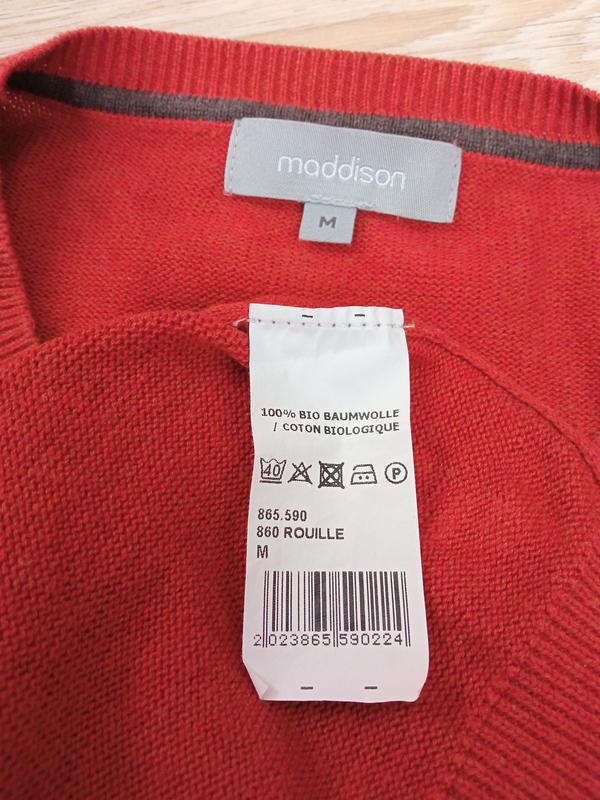 maddison
M
100% BIO BAUMWOLLE
/ COTON BIOLOGIQUE
40 P
865.590
860 ROUILLE
M
2 023865 590224